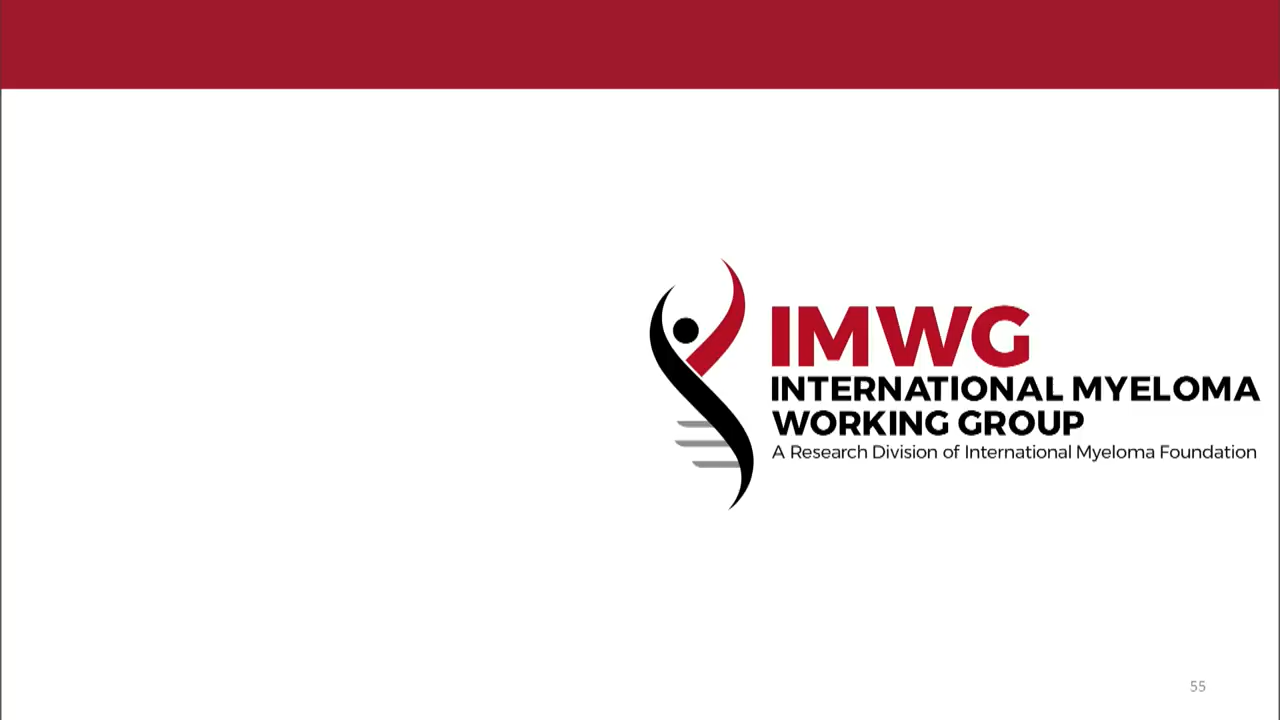 IMWG
INTERNATIONAL MYELOMA
WORKING GROUP
A Research Division of International Myeloma Foundation
55